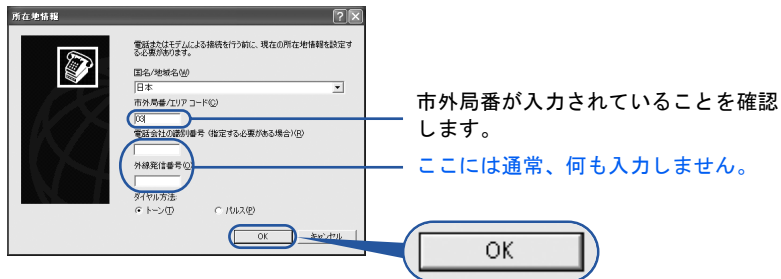 所在地情報
電話またはモデムによる接続を行う前に、現在の所在地情報を設定す
る必要があります。
国名/地域名(W)
日本
市外局番/エリア コード(C)
03
電話会社の識別番号 (指定する必要がある場合)(R)
外線発信番号(O)
ダイヤル方法:
トーン(T)
パルス(P)
OK
キャンセル
市外局番が入力されていることを確認
します。
ここには通常、何も入力しません。
OK